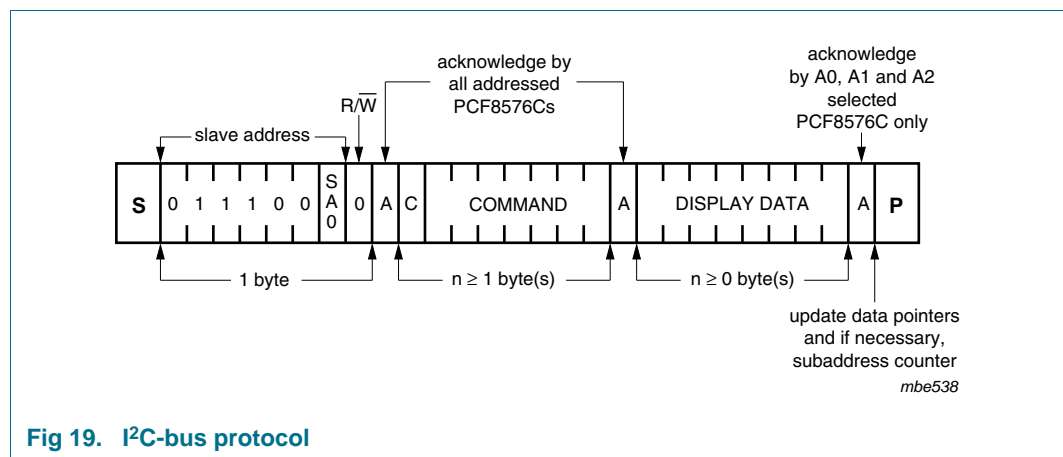 acknowledge by
all addressed
PCF8576Cs
acknowledge
by A0, A1 and A2
selected
PCF8576C only
R/W̅
slave address
S 0 1 1 1 0 0 SA0 0 A C COMMAND A DISPLAY DATA A P
1 byte
n ≥ 1 byte(s)
n ≥ 0 byte(s)
update data pointers
and if necessary,
subaddress counter
mbe538
Fig 19. I²C-bus protocol